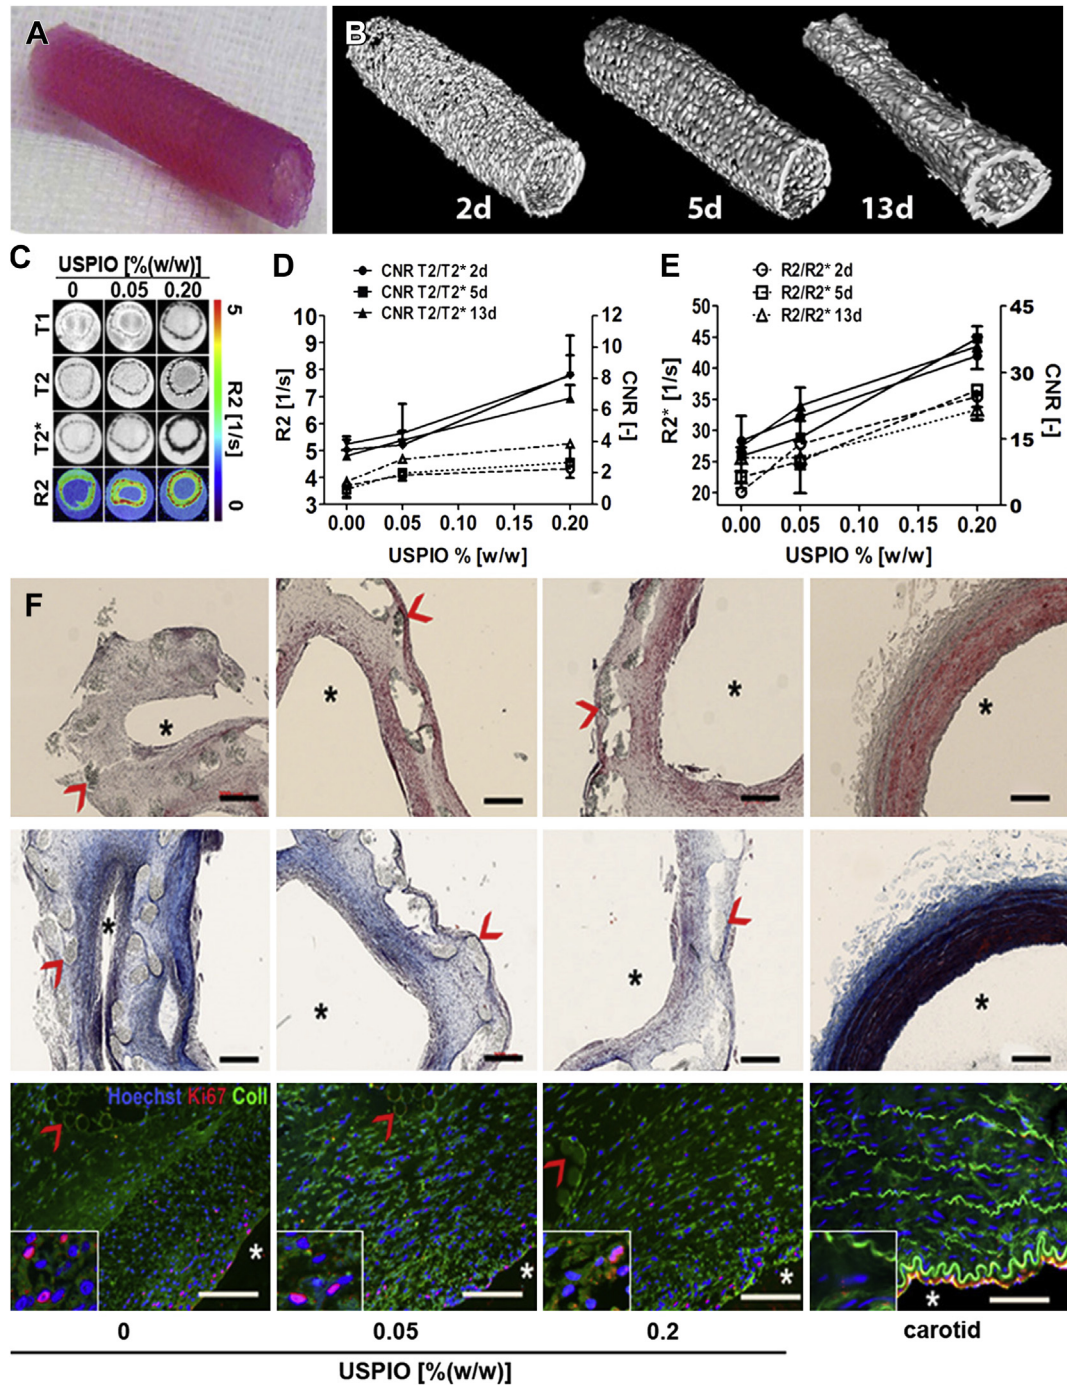 A
B
2d
5d
13d
C
USPIO [%(w/w)]
0 0.05 0.20
T1
T2
T2*
R2
5
R2 [1/s]
0
D
CNR T2/T2* 2d
CNR T2/T2* 5d
CNR T2/T2* 13d
R2 [1/s]
10
9
8
7
6
5
4
3
12
10
8
6
4
2
0
CNR [-]
0.00 0.05 0.10 0.15 0.20
USPIO % [w/w]
E
R2/R2* 2d
R2/R2* 5d
R2/R2* 13d
R2* [1/s]
50
45
40
35
30
25
20
45
30
15
0
CNR [-]
0.00 0.05 0.10 0.15 0.20
USPIO % [w/w]
F
*
*
*
*
*
*
*
*
Hoechst Ki67 Coll
*
*
*
*
0 0.05 0.2 carotid
USPIO [%(w/w)]